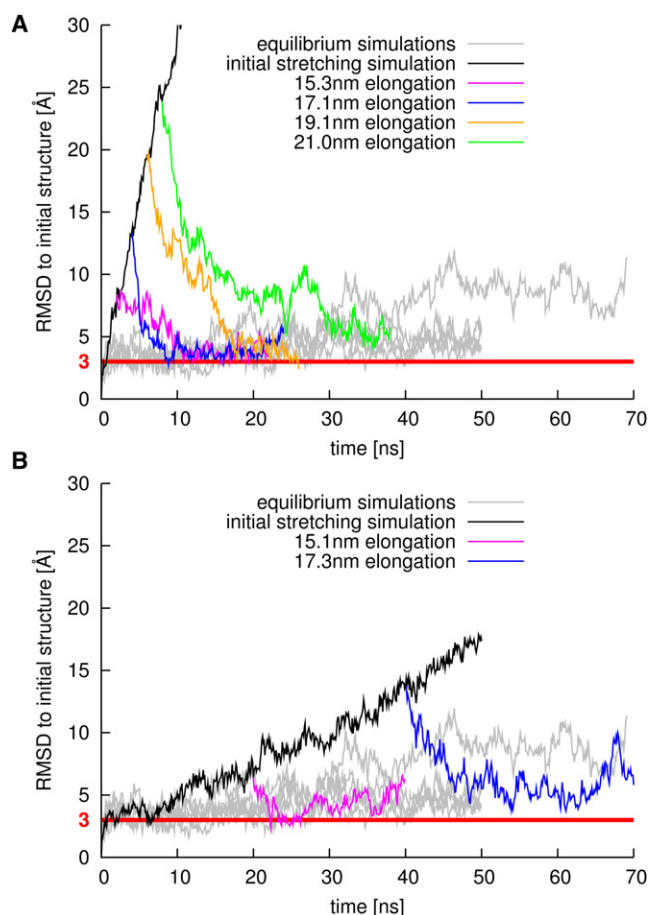 A
30
25
20
15
10
5
3
0
RMSD to initial structure [Å]
equilibrium simulations
initial stretching simulation
15.3nm elongation
17.1nm elongation
19.1nm elongation
21.0nm elongation
0 10 20 30 40 50 60 70
time [ns]
B
30
25
20
15
10
5
3
0
RMSD to initial structure [Å]
equilibrium simulations
initial stretching simulation
15.1nm elongation
17.3nm elongation
0 10 20 30 40 50 60 70
time [ns]